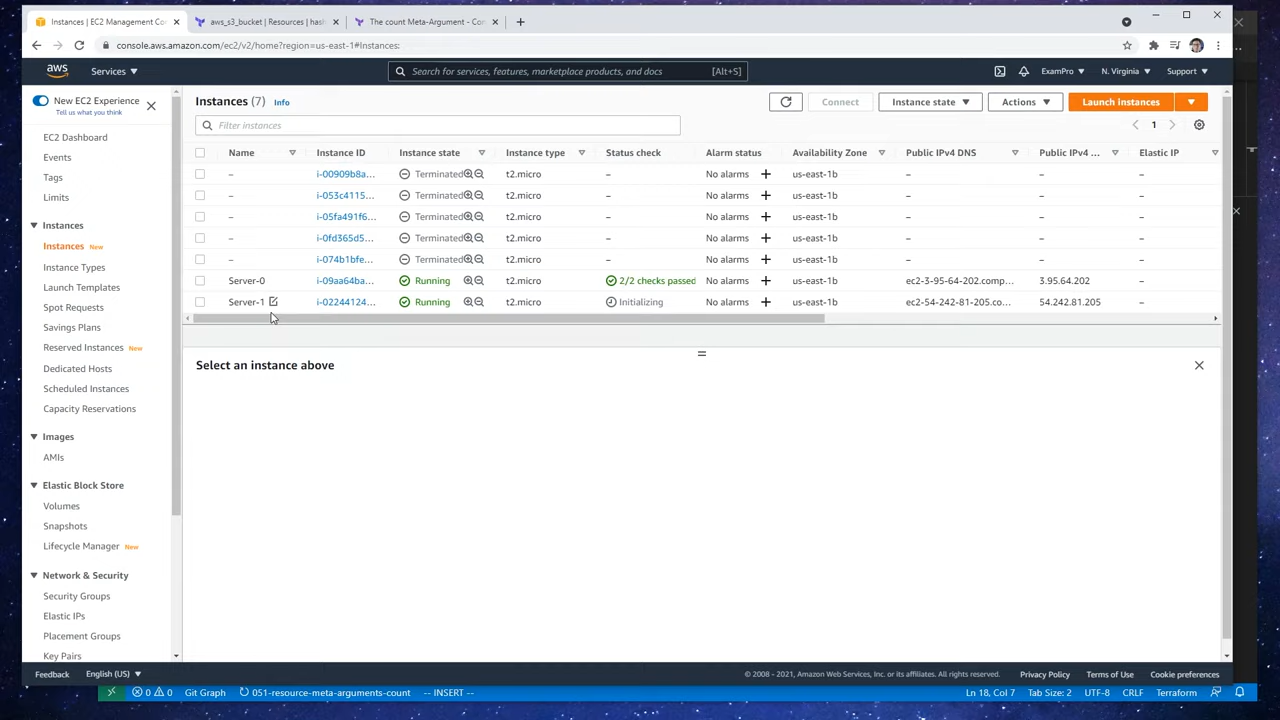 Instances | EC2 Management Co
aws_s3_bucket | Resources | hash
The count Meta-Argument - Con
console.aws.amazon.com/ec2/v2/home?region=us-east-1#Instances:
aws
Services
Search for services, features, marketplace products, and docs
[Alt+S]
ExamPro
N. Virginia
Support
New EC2 Experience
Tell us what you think
EC2 Dashboard
Events
Tags
Limits
Instances
Instances New
Instance Types
Launch Templates
Spot Requests
Savings Plans
Reserved Instances New
Dedicated Hosts
Scheduled Instances
Capacity Reservations
Images
AMIs
Elastic Block Store
Volumes
Snapshots
Lifecycle Manager New
Network & Security
Security Groups
Elastic IPs
Placement Groups
Key Pairs
Instances (7) Info
Connect
Instance state
Actions
Launch instances
Filter instances
1
Name Instance ID Instance state Instance type Status check Alarm status Availability Zone Public IPv4 DNS Public IPv4 ... Elastic IP
– i-00909b8a... Terminated t2.micro – No alarms + us-east-1b – – –
– i-053c4115... Terminated t2.micro – No alarms + us-east-1b – – –
– i-05fa491f6... Terminated t2.micro – No alarms + us-east-1b – – –
– i-0fd365d5... Terminated t2.micro – No alarms + us-east-1b – – –
– i-074b1bfe... Terminated t2.micro – No alarms + us-east-1b – – –
Server-0 i-09aa64ba... Running t2.micro 2/2 checks passed No alarms + us-east-1b ec2-3-95-64-202.comp... 3.95.64.202 –
Server-1 i-02244124... Running t2.micro Initializing No alarms + us-east-1b ec2-54-242-81-205.co... 54.242.81.205 –
Select an instance above
Feedback
English (US)
© 2008 - 2021, Amazon Web Services, Inc. or its affiliates. All rights reserved.
Privacy Policy
Terms of Use
Cookie preferences
0 0 Git Graph 051-resource-meta-arguments-count -- INSERT -- Ln 18, Col 7 Tab Size: 2 UTF-8 CRLF Terraform